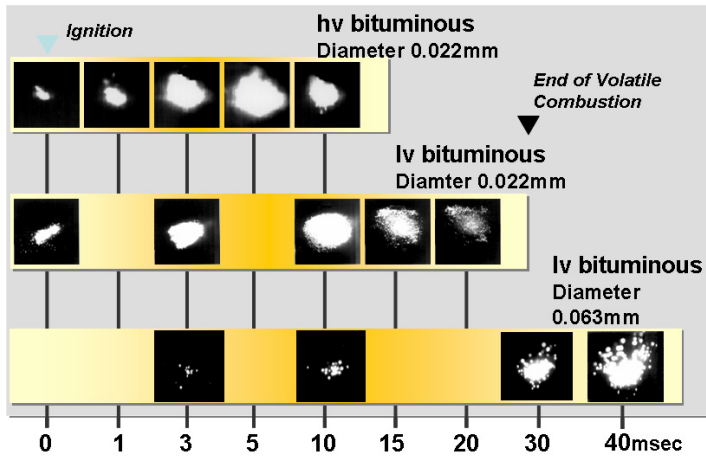 Ignition
hv bituminous
Diameter 0.022mm
End of Volatile
Combustion
lv bituminous
Diamter 0.022mm
lv bituminous
Diameter
0.063mm
0 1 3 5 10 15 20 30 40msec